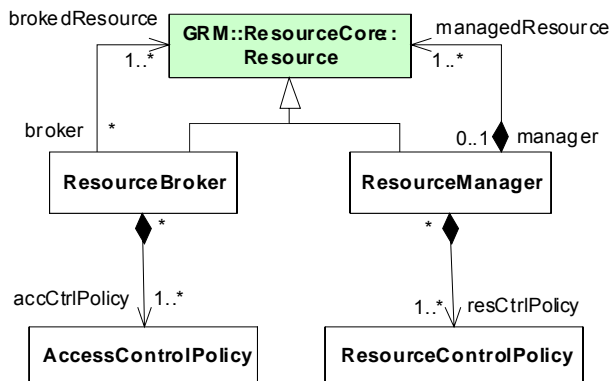 brokedResource
GRM::ResourceCore::
Resource
managedResource
1..*
1..*
broker
*
0..1
manager
ResourceBroker
ResourceManager
*
*
accCtrlPolicy
1..*
1..*
resCtrlPolicy
AccessControlPolicy
ResourceControlPolicy